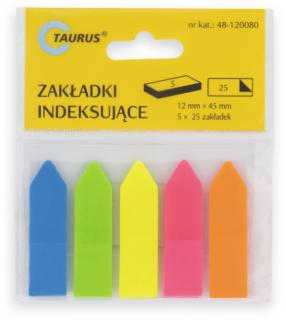 nr kat.: 48-120080
TAURUS®
ZAKŁADKI
INDEKSUJĄCE
5
25
12 mm x 45 mm
5 x 25 zakładek